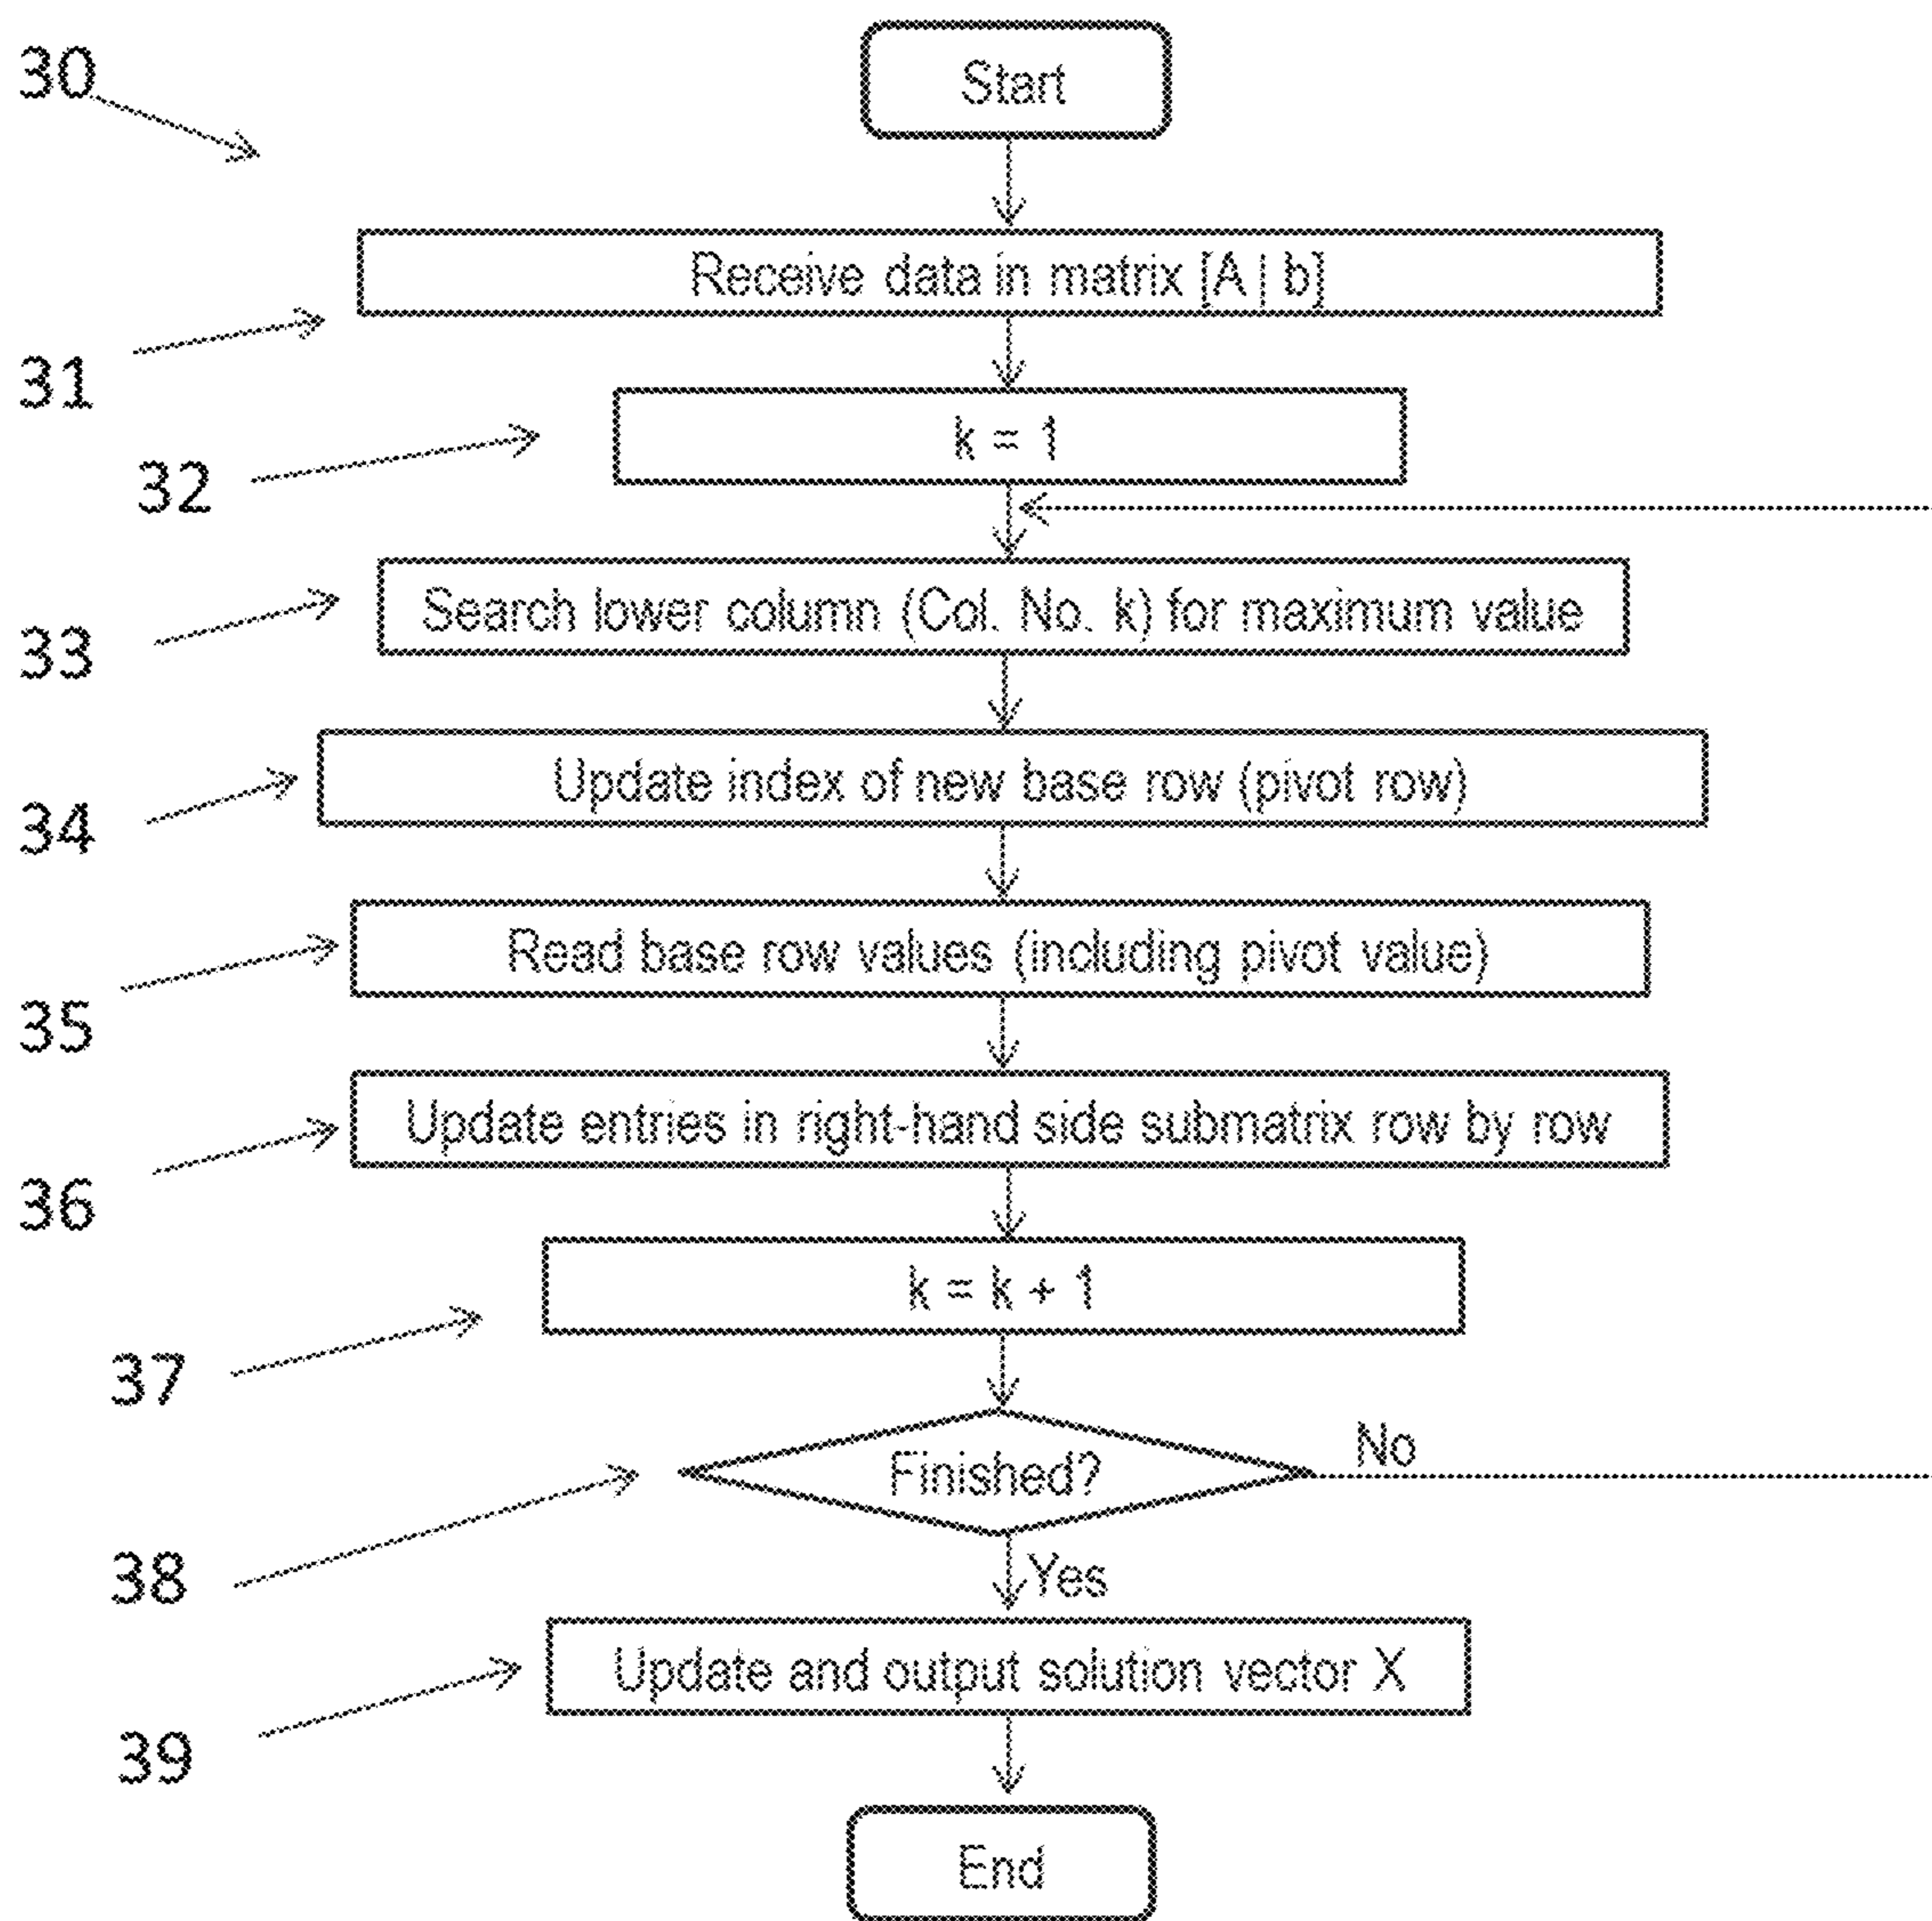 30
Start
Receive data in matrix [A | b]
31
k = 1
32
Search lower column (Col. No. k) for maximum value
33
Update index of new base row (pivot row)
34
Read base row values (including pivot value)
35
Update entries in right-hand side submatrix row by row
36
k = k + 1
37
Finished?
No
38
Yes
Update and output solution vector X
39
End